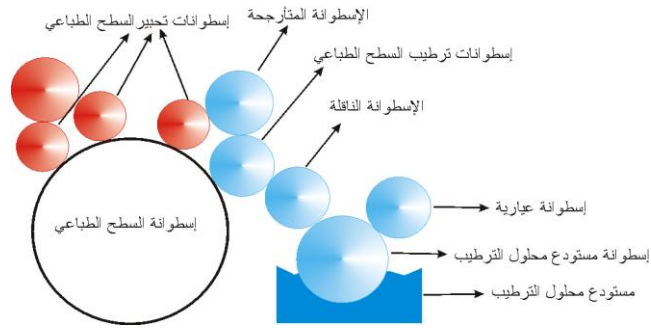 الإسطوانة المتأرجحة
إسطوانات تحبير السطح الطباعي
إسطوانات ترطيب السطح الطباعي
الإسطوانة الناقلة
إسطوانة عيارية
إسطوانة السطح الطباعي
إسطوانة مستودع محلول الترطيب
مستودع محلول الترطيب